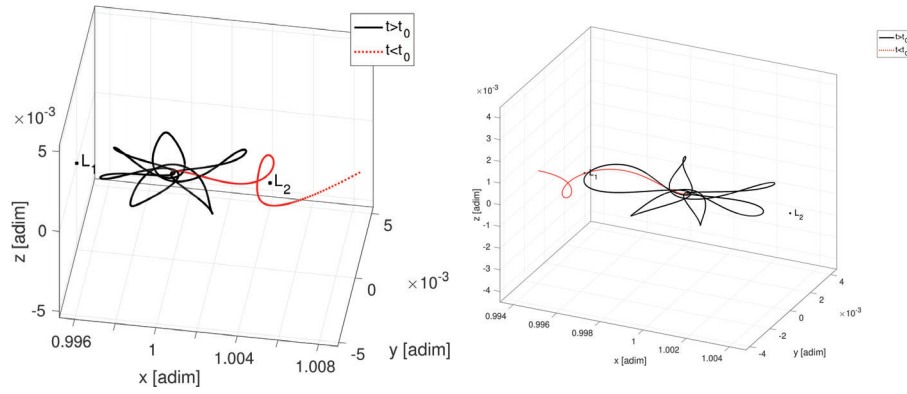 t>t0
t<t0
×10-3
5
0
-5
z [adim]
L1
L2
0.996
1
1.004
1.008
x [adim]
5
0
-5
×10-3
y [adim]
t>t0
t<t0
×10-3
4
3
2
1
0
-1
-2
-3
-4
z [adim]
L1
L2
0.994
0.996
0.998
1
1.002
1.004
x [adim]
4
2
0
-2
-4
×10-3
y [adim]